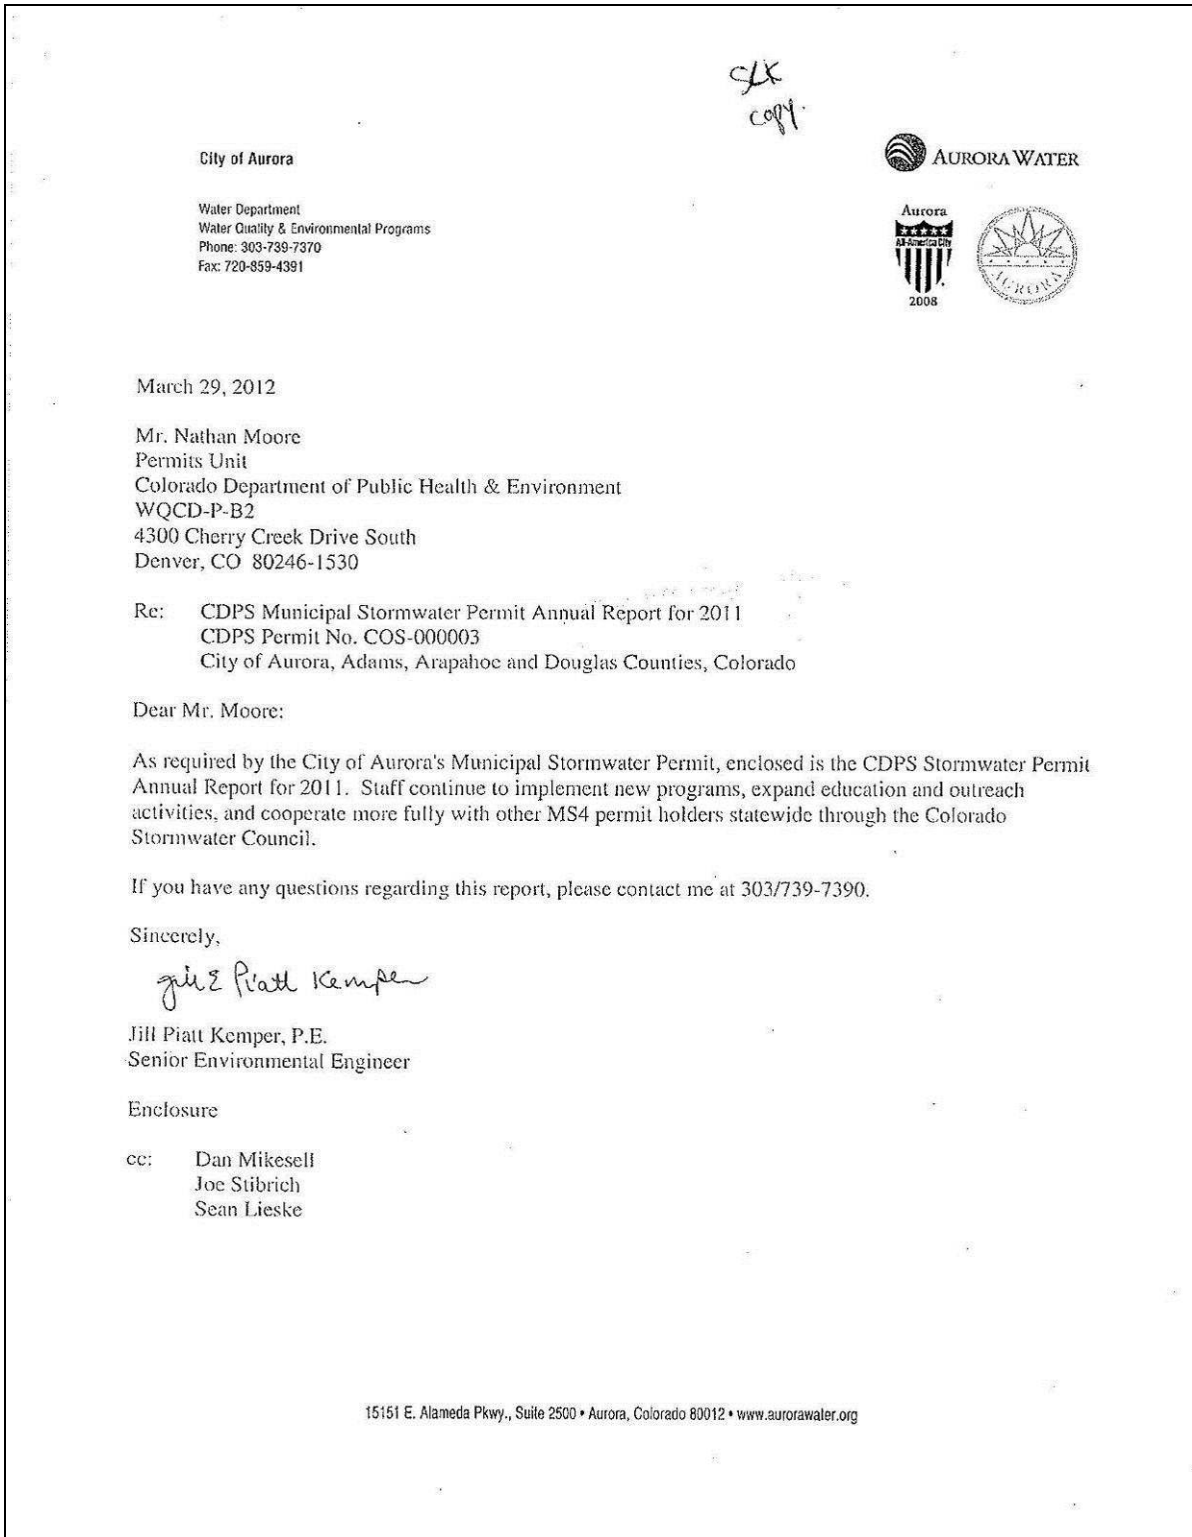 SLK
copy.
City of Aurora
AURORA WATER
Water Department
Water Quality & Environmental Programs
Phone: 303-739-7370
Fax: 720-859-4391
Aurora
All-America City
2008
AURORA
March 29, 2012
Mr. Nathan Moore
Permits Unit
Colorado Department of Public Health & Environment
WQCD-P-B2
4300 Cherry Creek Drive South
Denver, CO 80246-1530
Re: CDPS Municipal Stormwater Permit Annual Report for 2011
CDPS Permit No. COS-000003
City of Aurora, Adams, Arapahoe and Douglas Counties, Colorado
Dear Mr. Moore:
As required by the City of Aurora's Municipal Stormwater Permit, enclosed is the CDPS Stormwater Permit
Annual Report for 2011. Staff continue to implement new programs, expand education and outreach
activities, and cooperate more fully with other MS4 permit holders statewide through the Colorado
Stormwater Council.
If you have any questions regarding this report, please contact me at 303/739-7390.
Sincerely,
Jill E Piatt Kemper
Jill Piatt Kemper, P.E.
Senior Environmental Engineer
Enclosure
cc: Dan Mikesell
Joe Stibrich
Sean Lieske
15151 E. Alameda Pkwy., Suite 2500 • Aurora, Colorado 80012 • www.aurorawater.org